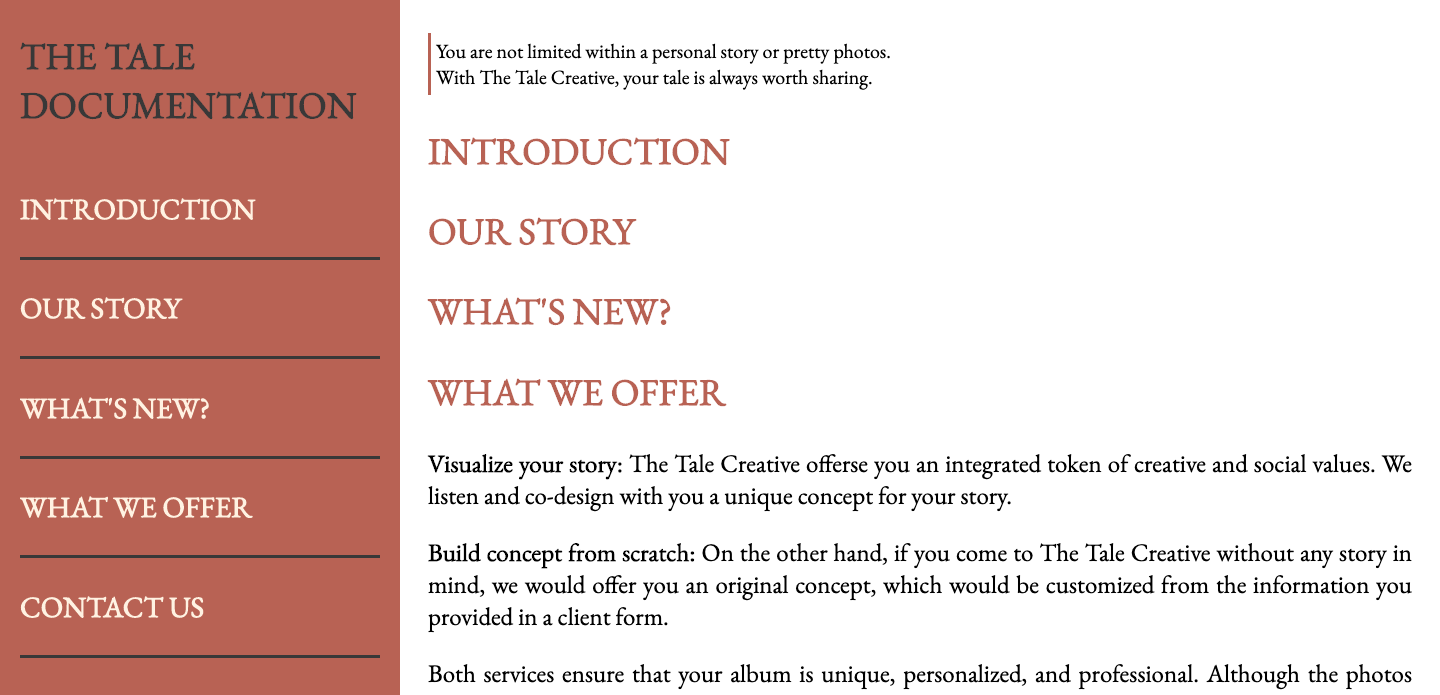 THE TALE
DOCUMENTATION
INTRODUCTION
OUR STORY
WHAT'S NEW?
WHAT WE OFFER
CONTACT US
You are not limited within a personal story or pretty photos.
With The Tale Creative, your tale is always worth sharing.
INTRODUCTION
OUR STORY
WHAT'S NEW?
WHAT WE OFFER
Visualize your story: The Tale Creative offerse you an integrated token of creative and social values. We
listen and co-design with you a unique concept for your story.
Build concept from scratch: On the other hand, if you come to The Tale Creative without any story in
mind, we would offer you an original concept, which would be customized from the information you
provided in a client form.
Both services ensure that your album is unique, personalized, and professional. Although the photos